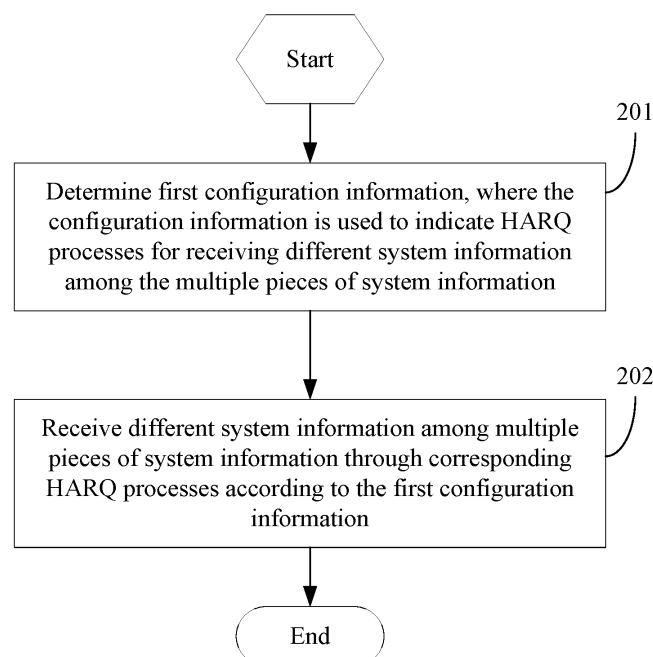 Start
201
Determine first configuration information, where the
configuration information is used to indicate HARQ
processes for receiving different system information
among the multiple pieces of system information
202
Receive different system information among multiple
pieces of system information through corresponding
HARQ processes according to the first configuration
information
End